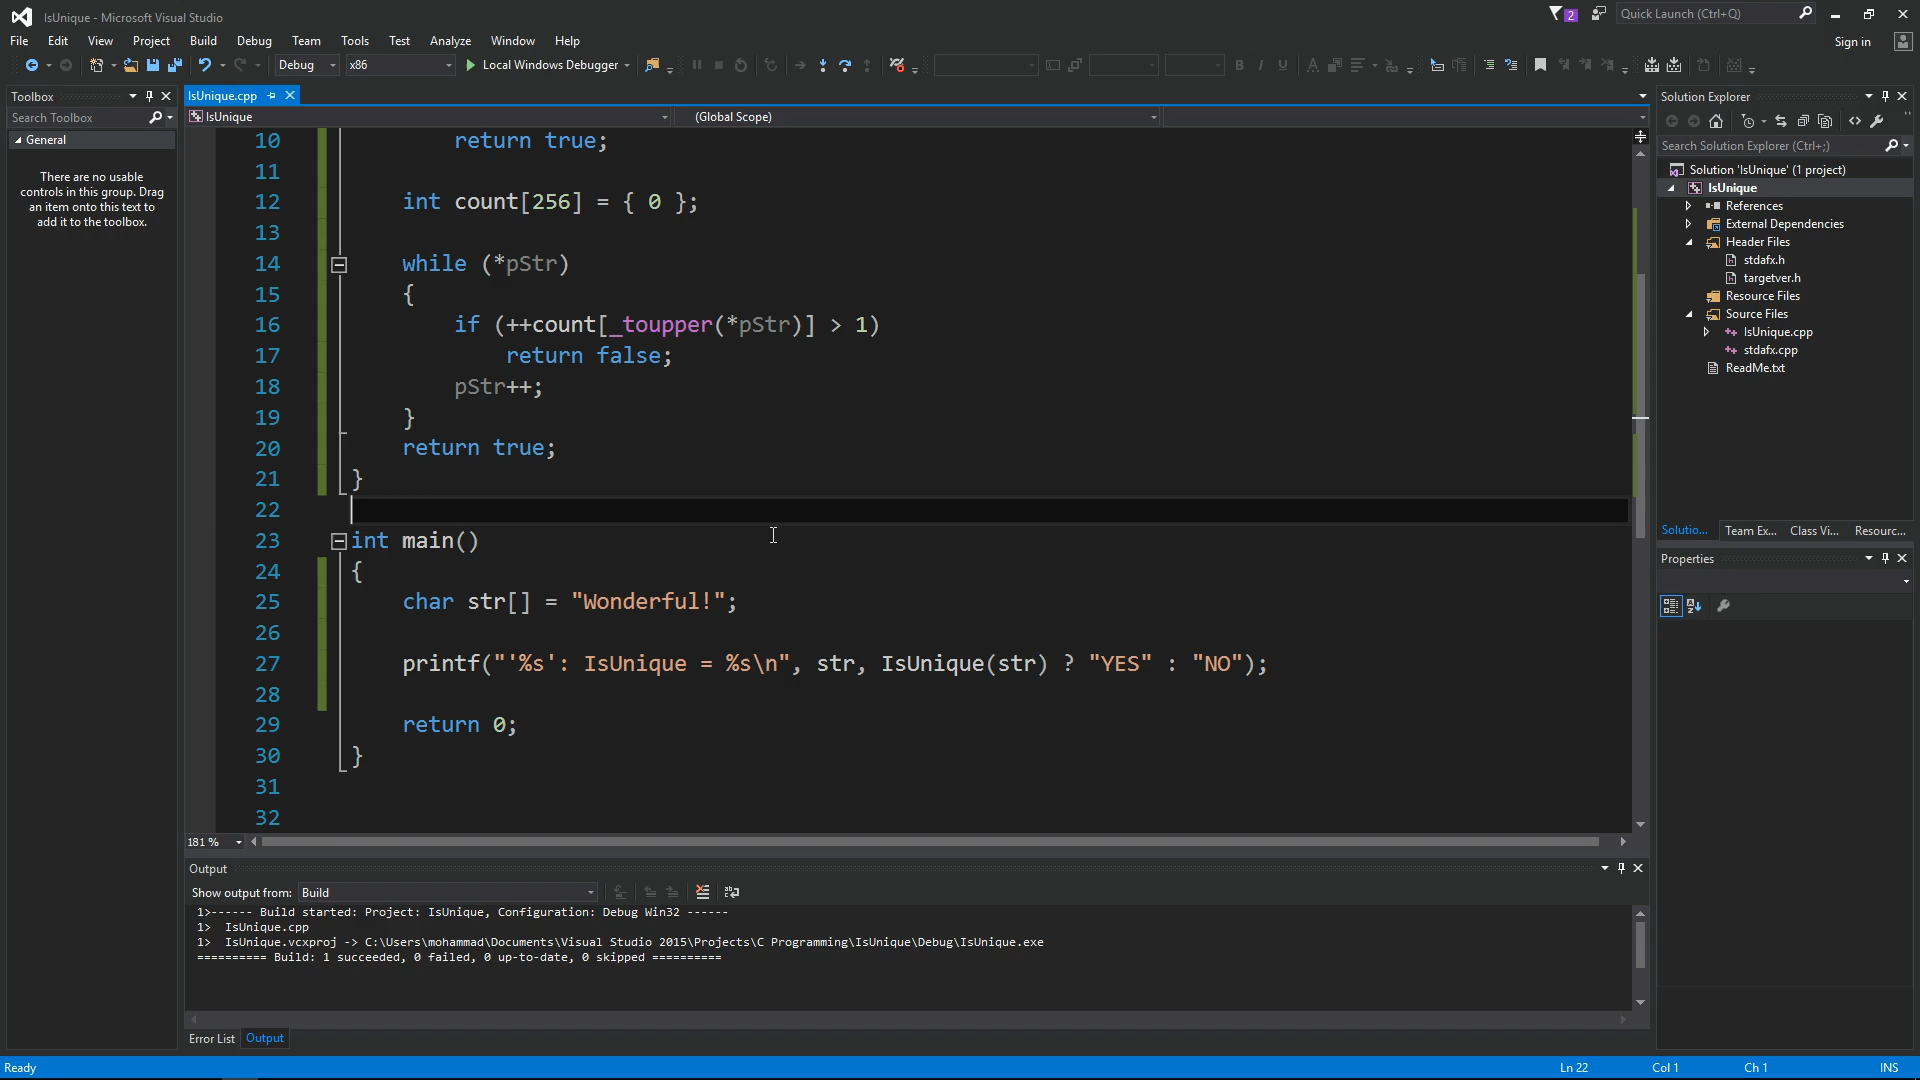 IsUnique - Microsoft Visual Studio
2
Quick Launch (Ctrl+Q)
File Edit View Project Build Debug Team Tools Test Analyze Window Help
Sign in
Debug x86 Local Windows Debugger
Toolbox
Search Toolbox
General
There are no usable
controls in this group. Drag
an item onto this text to
add it to the toolbox.
IsUnique.cpp
IsUnique (Global Scope)
10 return true;
11
12 int count[256] = { 0 };
13
14 while (*pStr)
15 {
16 if (++count[_toupper(*pStr)] > 1)
17 return false;
18 pStr++;
19 }
20 return true;
21 }
22
23 int main()
24 {
25 char str[] = "Wonderful!";
26
27 printf("'%s': IsUnique = %s\n", str, IsUnique(str) ? "YES" : "NO");
28
29 return 0;
30 }
31
32
181 %
Output
Show output from: Build
1>------ Build started: Project: IsUnique, Configuration: Debug Win32 ------
1> IsUnique.cpp
1> IsUnique.vcxproj -> C:\Users\mohammad\Documents\Visual Studio 2015\Projects\C Programming\IsUnique\Debug\IsUnique.exe
========== Build: 1 succeeded, 0 failed, 0 up-to-date, 0 skipped ==========
Error List Output
Solution Explorer
Search Solution Explorer (Ctrl+;)
Solution 'IsUnique' (1 project)
IsUnique
References
External Dependencies
Header Files
stdafx.h
targetver.h
Resource Files
Source Files
IsUnique.cpp
stdafx.cpp
ReadMe.txt
Solutio... Team Ex... Class Vi... Resourc...
Properties
Ready Ln 22 Col 1 Ch 1 INS